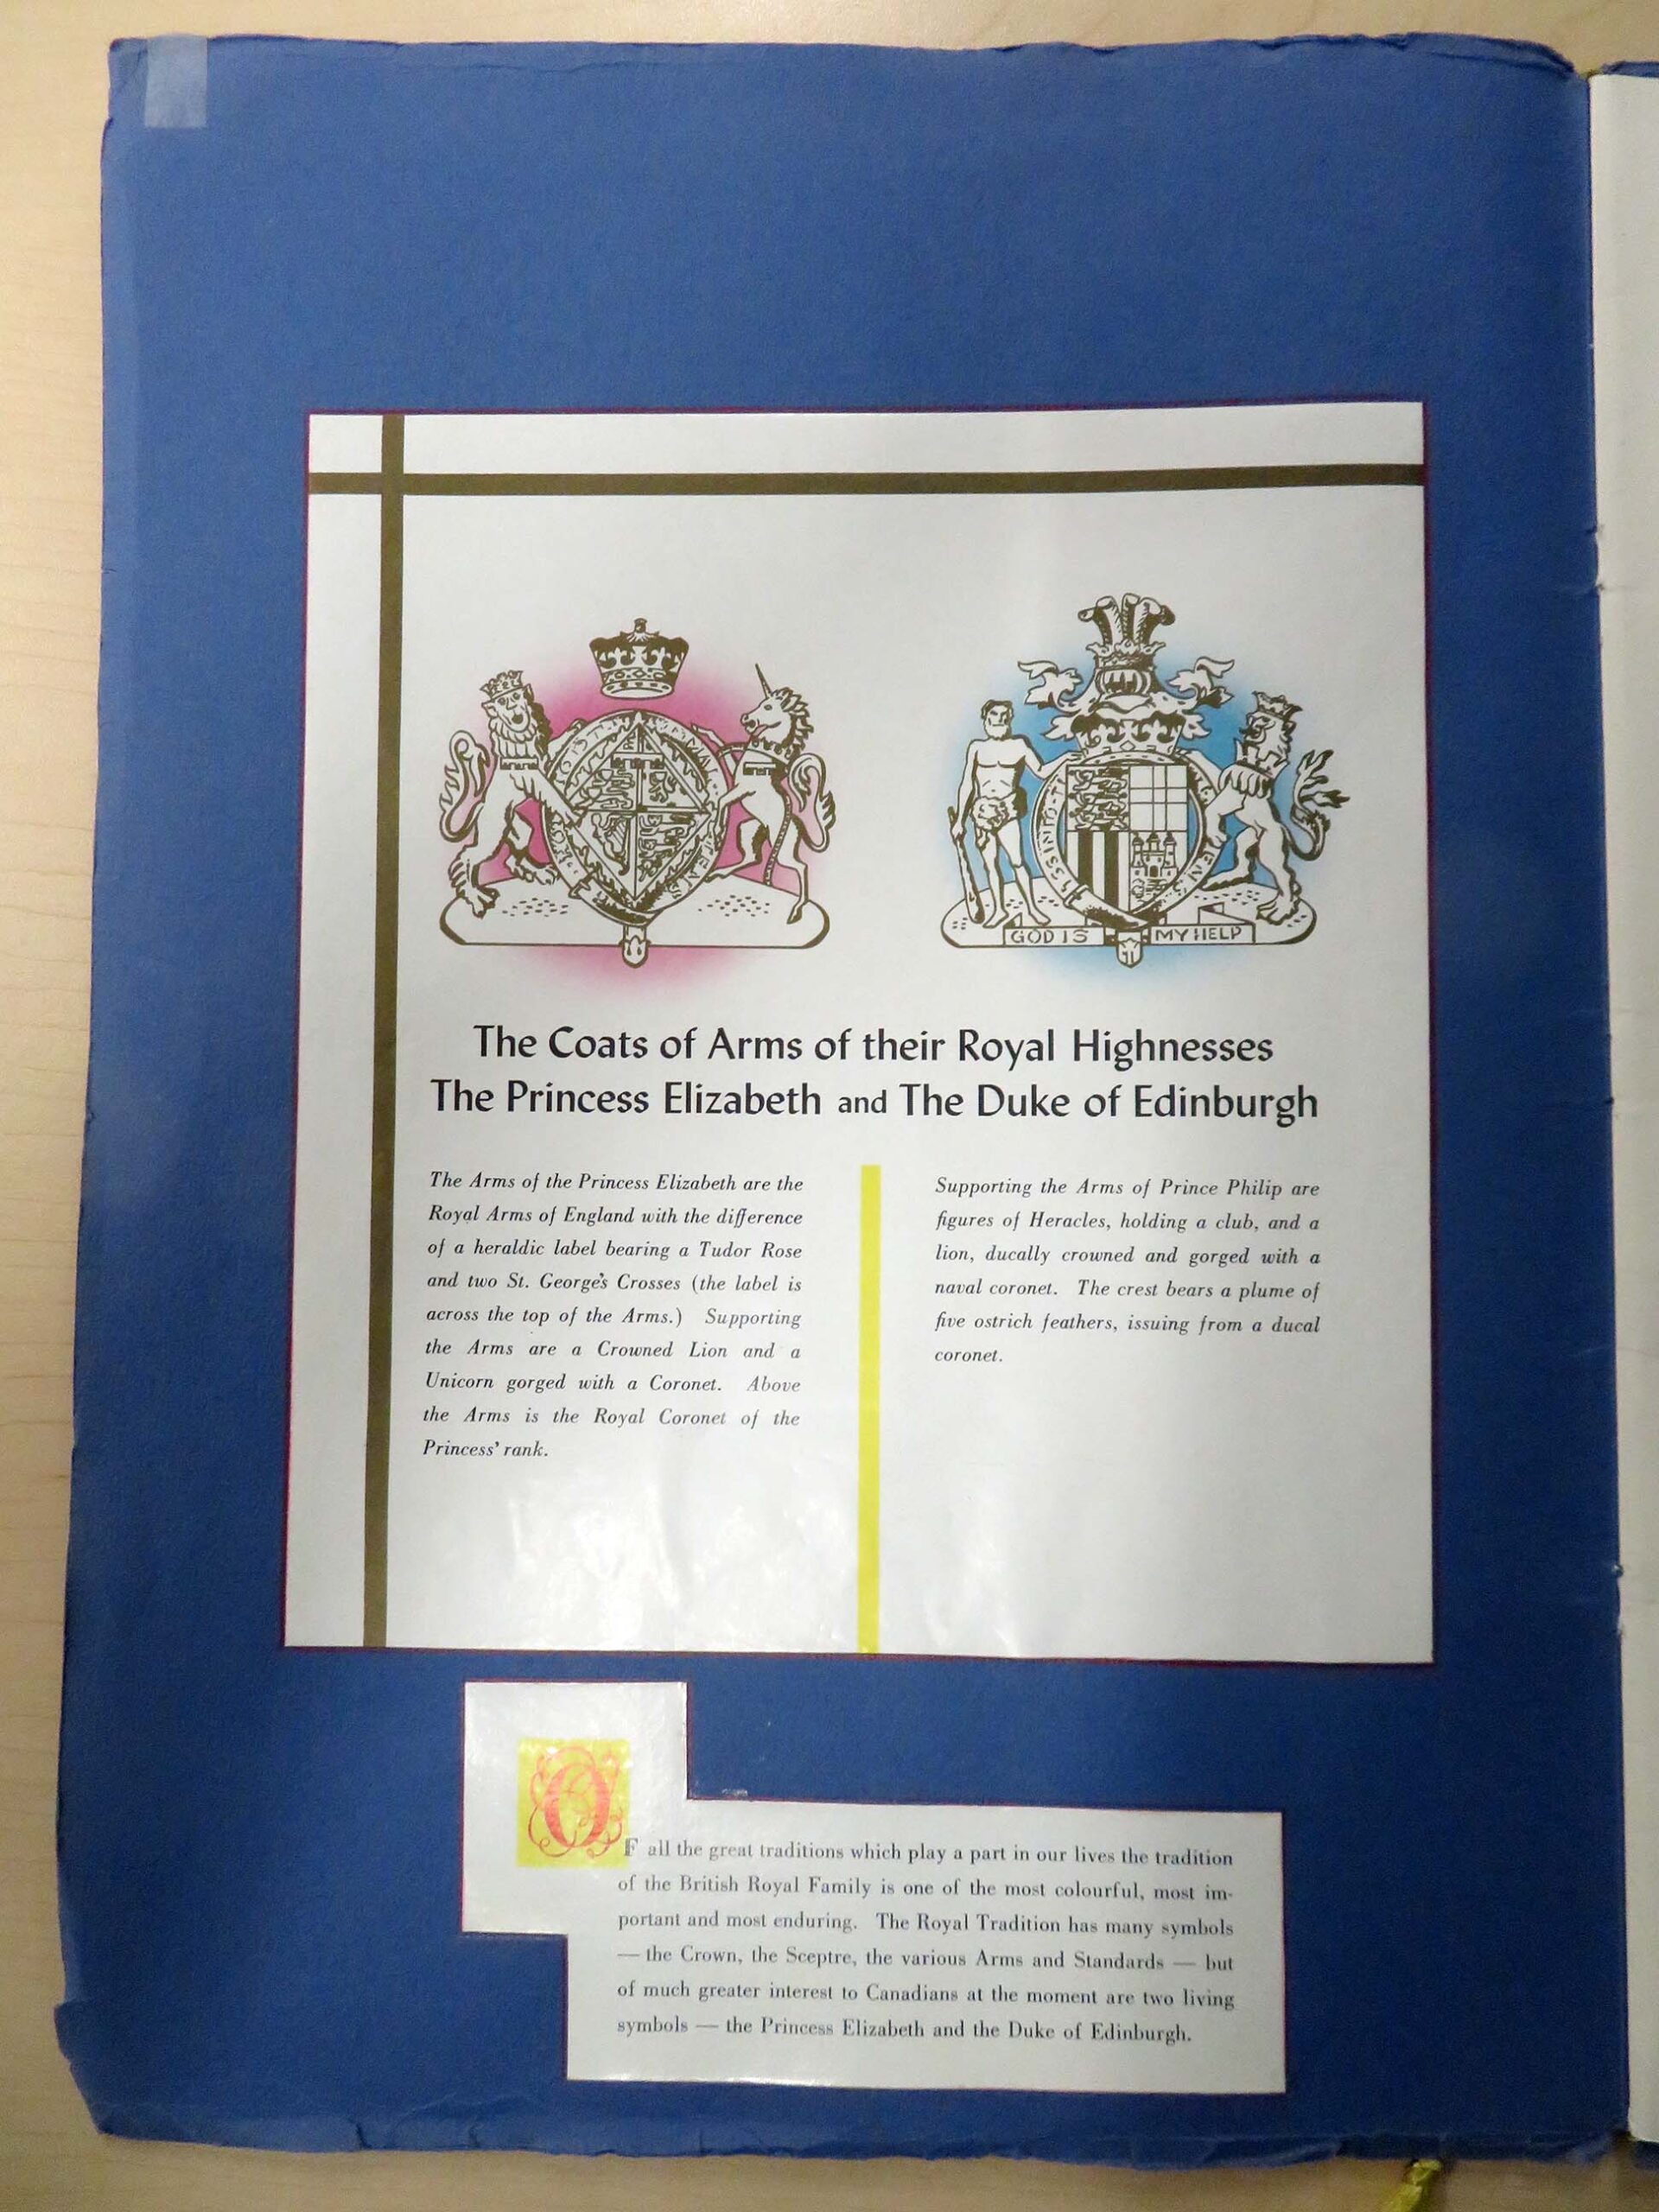 GOD IS MY HELP
The Coats of Arms of their Royal Highnesses
The Princess Elizabeth and The Duke of Edinburgh
The Arms of the Princess Elizabeth are the
Royal Arms of England with the difference
of a heraldic label bearing a Tudor Rose
and two St. George's Crosses (the label is
across the top of the Arms.) Supporting
the Arms are a Crowned Lion and a
Unicorn gorged with a Coronet. Above
the Arms is the Royal Coronet of the
Princess' rank.
Supporting the Arms of Prince Philip are
figures of Heracles, holding a club, and a
lion, ducally crowned and gorged with a
naval coronet. The crest bears a plume of
five ostrich feathers, issuing from a ducal
coronet.
OF all the great traditions which play a part in our lives the tradition
of the British Royal Family is one of the most colourful, most im-
portant and most enduring. The Royal Tradition has many symbols
— the Crown, the Sceptre, the various Arms and Standards — but
of much greater interest to Canadians at the moment are two living
symbols — the Princess Elizabeth and the Duke of Edinburgh.